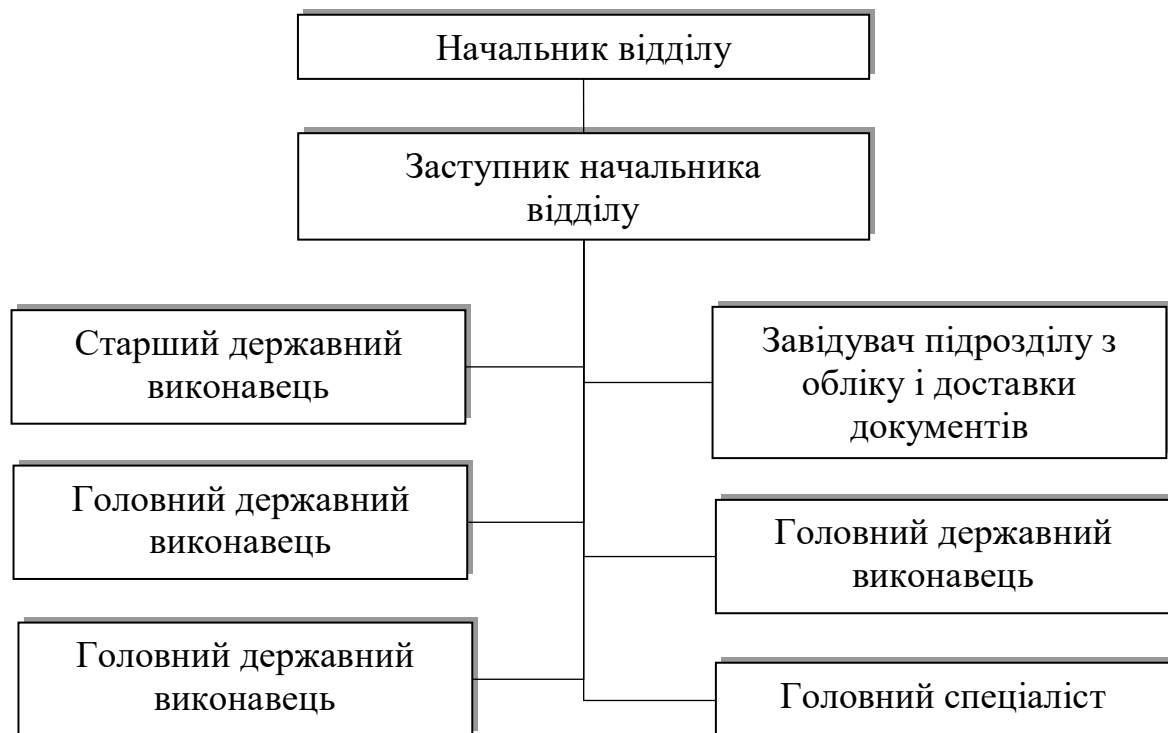 Начальник відділу
Заступник начальника
відділу
Старший державний
виконавець
Завідувач підрозділу з
обліку і доставки
документів
Головний державний
виконавець
Головний державний
виконавець
Головний державний
виконавець
Головний спеціаліст